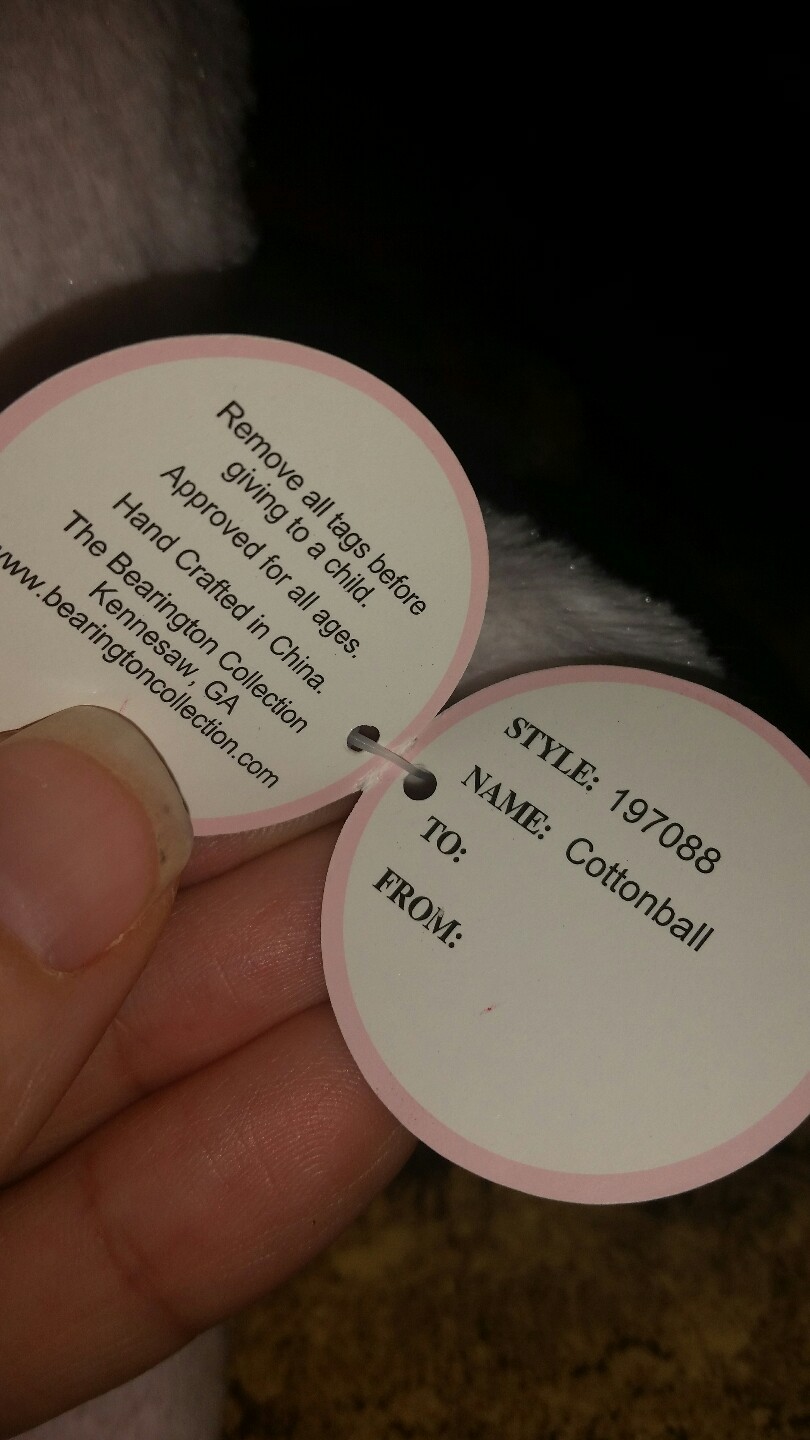 Remove all tags before
giving to a child.
Approved for all ages.
Hand Crafted in China.
The Bearington Collection
Kennesaw, GA
www.bearingtoncollection.com
STYLE: 197088
NAME: Cottonball
TO:
FROM: